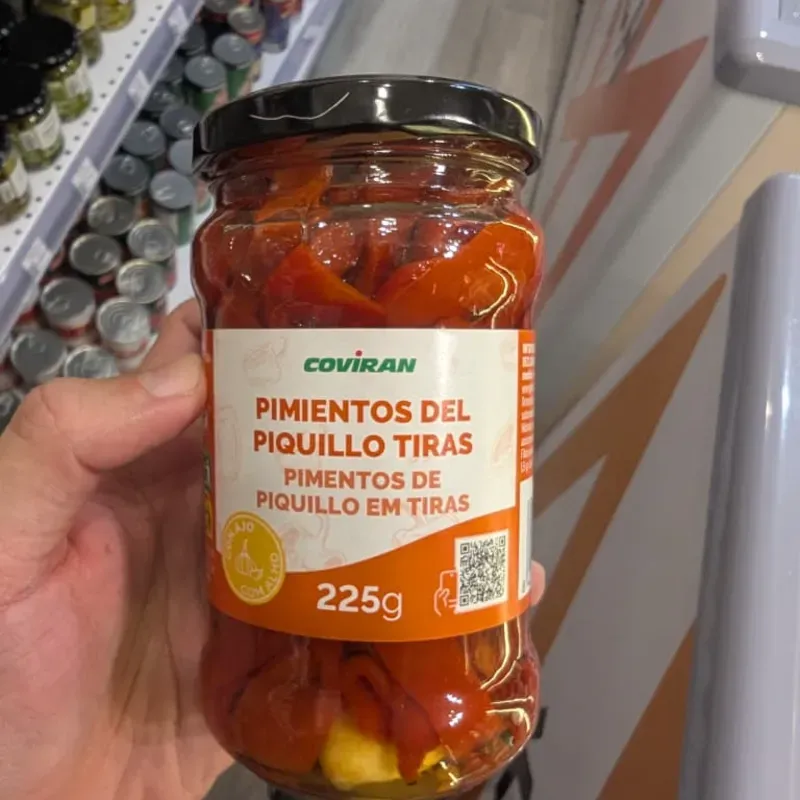 COVIRAN
PIMIENTOS DEL
PIQUILLO TIRAS
PIMENTOS DE
PIQUILLO EM TIRAS
CON AJO
COM ALHO
225g